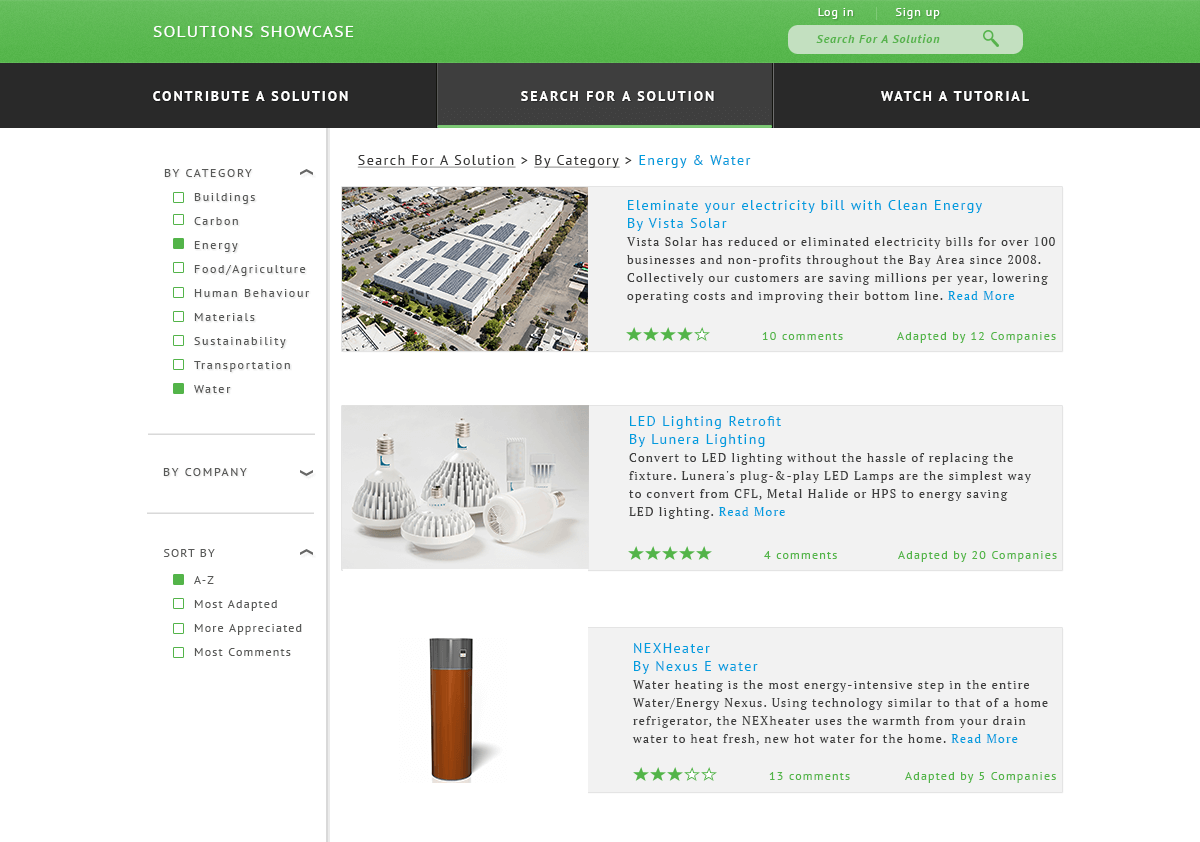 Log in
Sign up
SOLUTIONS SHOWCASE
Search For A Solution
CONTRIBUTE A SOLUTION
SEARCH FOR A SOLUTION
WATCH A TUTORIAL
BY CATEGORY
Buildings
Carbon
Energy
Food/Agriculture
Human Behaviour
Materials
Sustainability
Transportation
Water
BY COMPANY
SORT BY
A-Z
Most Adapted
More Appreciated
Most Comments
Search For A Solution > By Category > Energy & Water
Eleminate your electricity bill with Clean Energy
By Vista Solar
Vista Solar has reduced or eliminated electricity bills for over 100
businesses and non-profits throughout the Bay Area since 2008.
Collectively our customers are saving millions per year, lowering
operating costs and improving their bottom line. Read More
10 comments
Adapted by 12 Companies
LED Lighting Retrofit
By Lunera Lighting
Convert to LED lighting without the hassle of replacing the
fixture. Lunera's plug-&-play LED Lamps are the simplest way
to convert from CFL, Metal Halide or HPS to energy saving
LED lighting. Read More
4 comments
Adapted by 20 Companies
NEXHeater
By Nexus E water
Water heating is the most energy-intensive step in the entire
Water/Energy Nexus. Using technology similar to that of a home
refrigerator, the NEXheater uses the warmth from your drain
water to heat fresh, new hot water for the home. Read More
13 comments
Adapted by 5 Companies